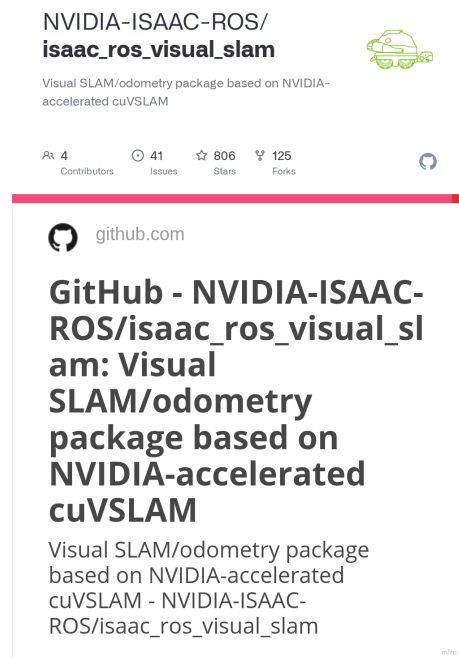 NVIDIA-ISAAC-ROS/
isaac_ros_visual_slam
Visual SLAM/odometry package based on NVIDIA-
accelerated cuVSLAM
4
Contributors
41
Issues
806
Stars
125
Forks
github.com
GitHub - NVIDIA-ISAAC-
ROS/isaac_ros_visual_sl
am: Visual
SLAM/odometry
package based on
NVIDIA-accelerated
cuVSLAM
Visual SLAM/odometry package
based on NVIDIA-accelerated
cuVSLAM - NVIDIA-ISAAC-
ROS/isaac_ros_visual_slam
miro